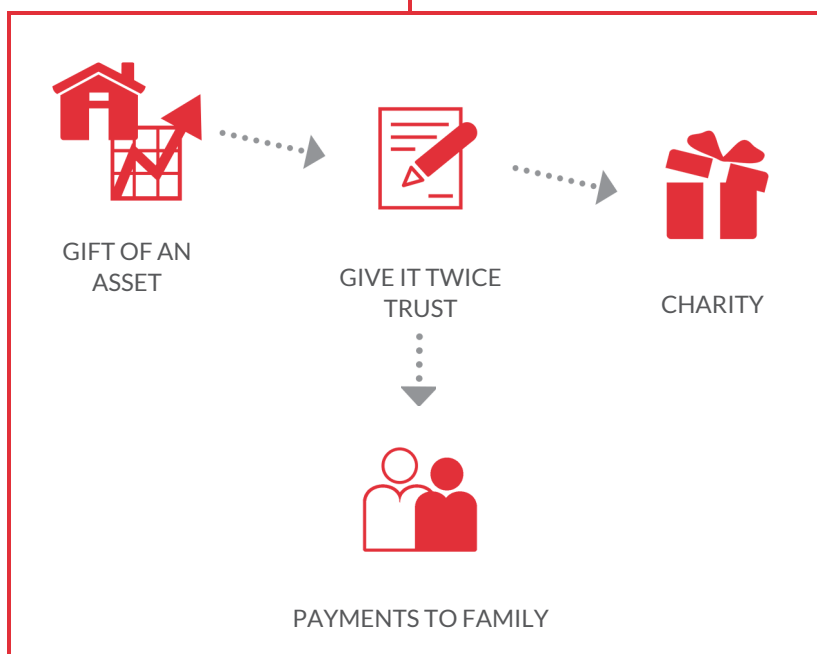 GIFT OF AN
ASSET
GIVE IT TWICE
TRUST
CHARITY
PAYMENTS TO FAMILY